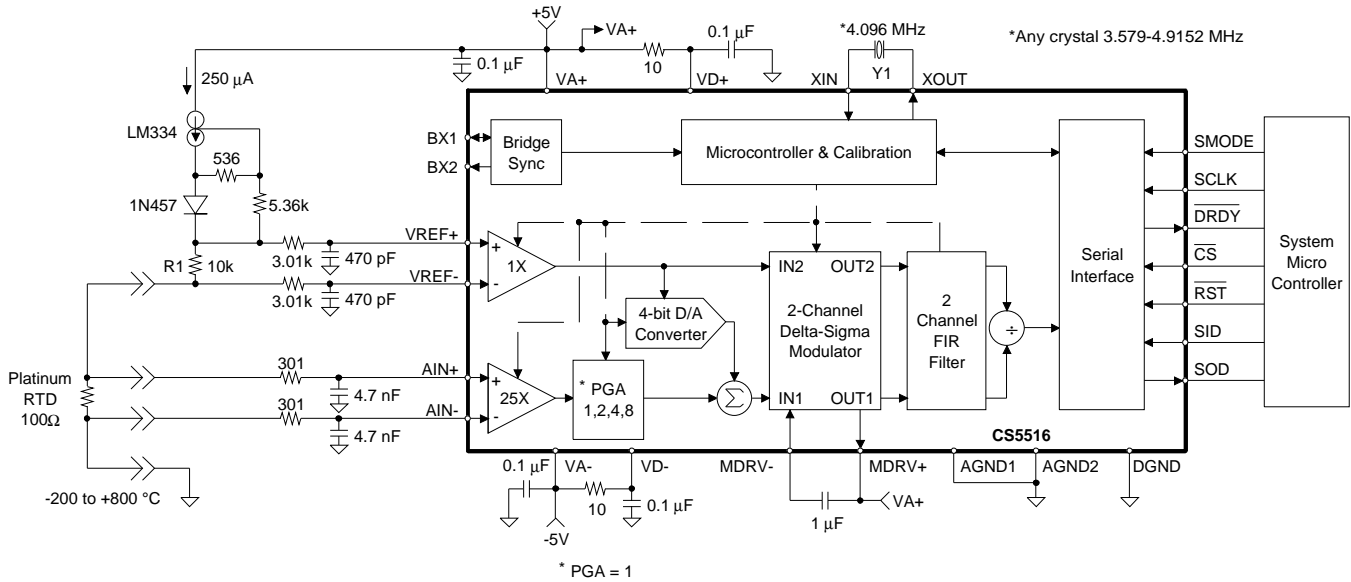 +5V
VA+
0.1 µF
*4.096 MHz
*Any crystal 3.579-4.9152 MHz
250 µA
0.1 µF
10
VA+
VD+
XIN
Y1
XOUT
LM334
536
1N457
5.36k
BX1
BX2
Bridge
Sync
Microcontroller & Calibration
SMODE
SCLK
DRDY
CS
RST
SID
SOD
Serial
Interface
System
Micro
Controller
VREF+
3.01k
470 pF
R1
10k
VREF-
3.01k
470 pF
+
1X
-
IN2
OUT2
2-Channel
Delta-Sigma
Modulator
IN1
OUT1
2
Channel
FIR
Filter
÷
4-bit D/A
Converter
Platinum
RTD
100Ω
301
AIN+
4.7 nF
301
AIN-
4.7 nF
+
25X
-
* PGA
1,2,4,8
Σ
CS5516
-200 to +800 °C
0.1 µF
VA-
VD-
10
0.1 µF
-5V
MDRV-
MDRV+
1 µF
VA+
AGND1
AGND2
DGND
* PGA = 1